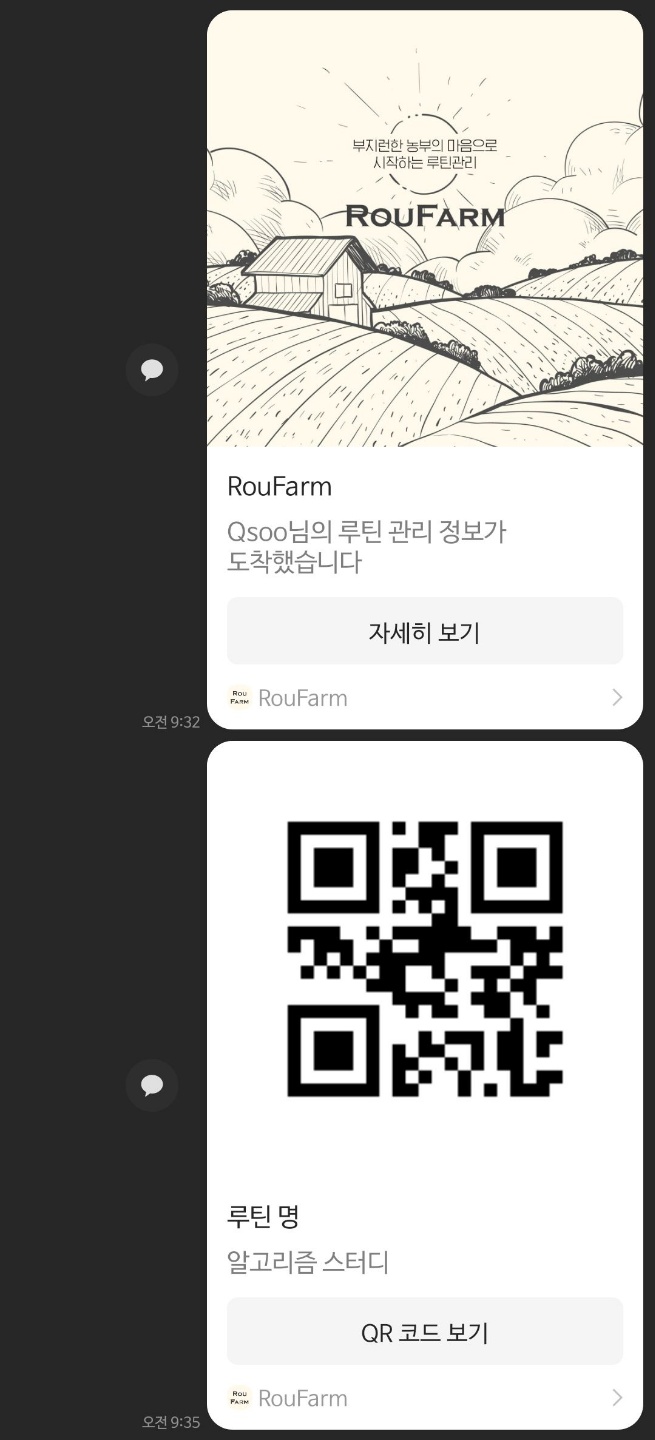 부지런한 농부의 마음으로
시작하는 루틴관리
ROUFARM
RouFarm
Qsoo님의 루틴 관리 정보가
도착했습니다
자세히 보기
ROU
FARM
RouFarm
오전 9:32
루틴 명
알고리즘 스터디
QR 코드 보기
ROU
FARM
RouFarm
오전 9:35